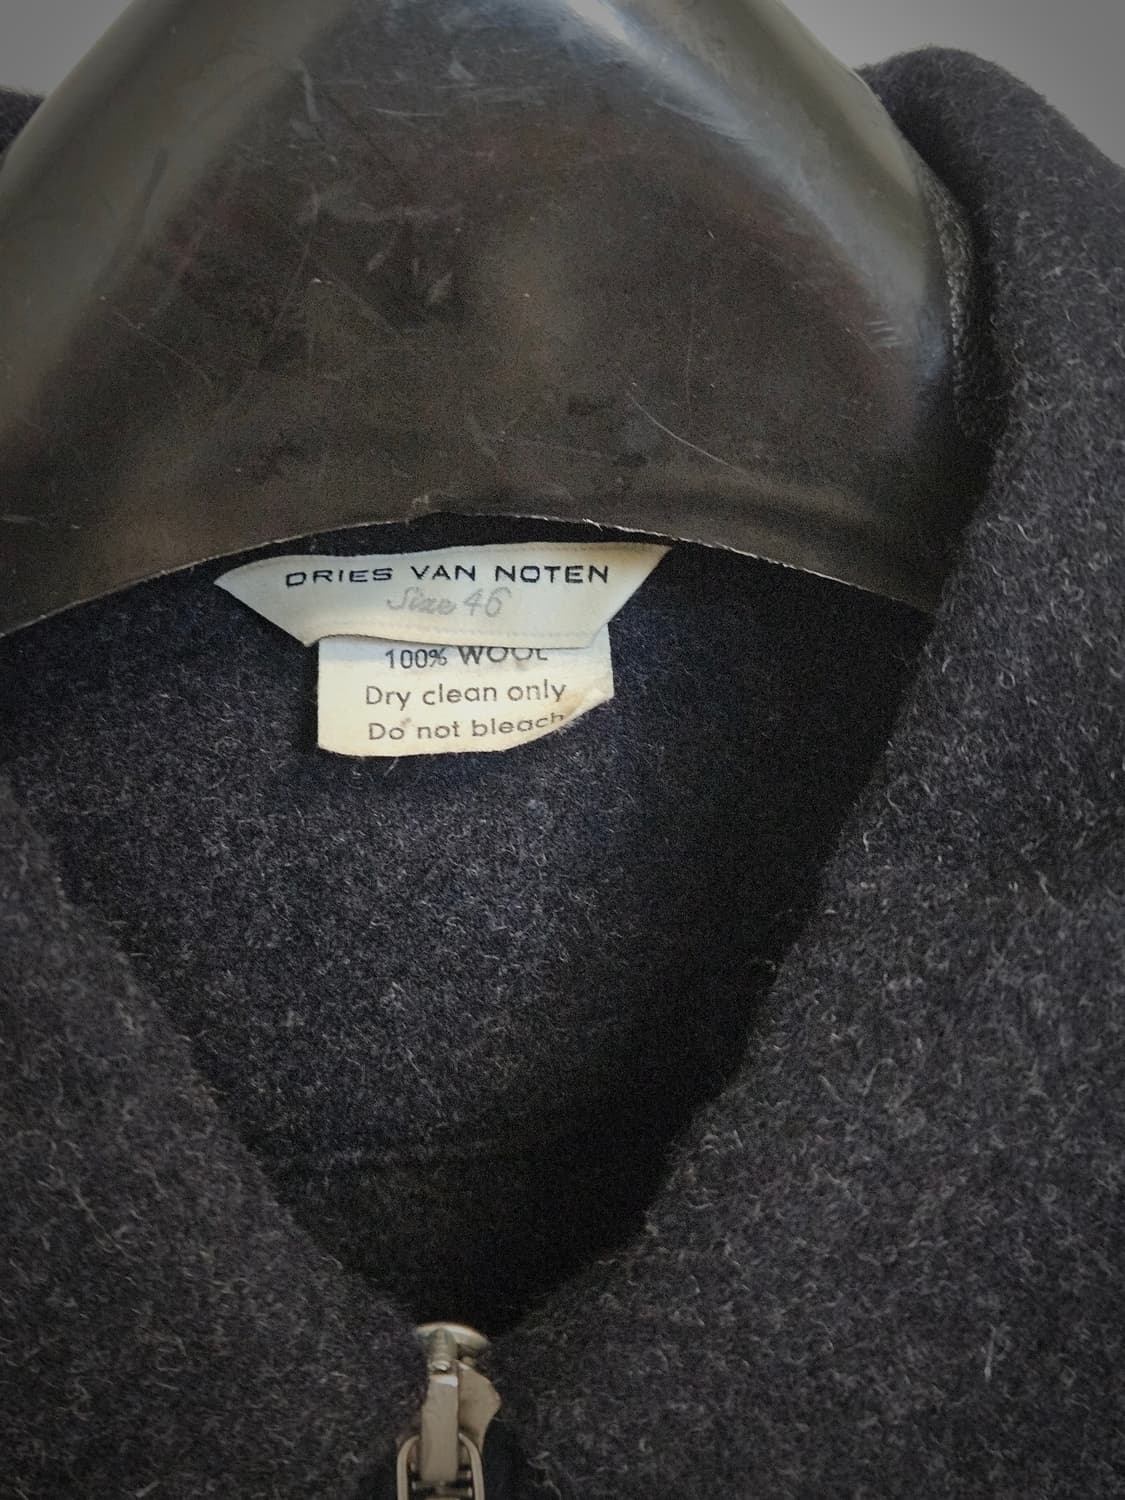 DRIES VAN NOTEN
Size 46
100% WOOL
Dry clean only
Do not bleach